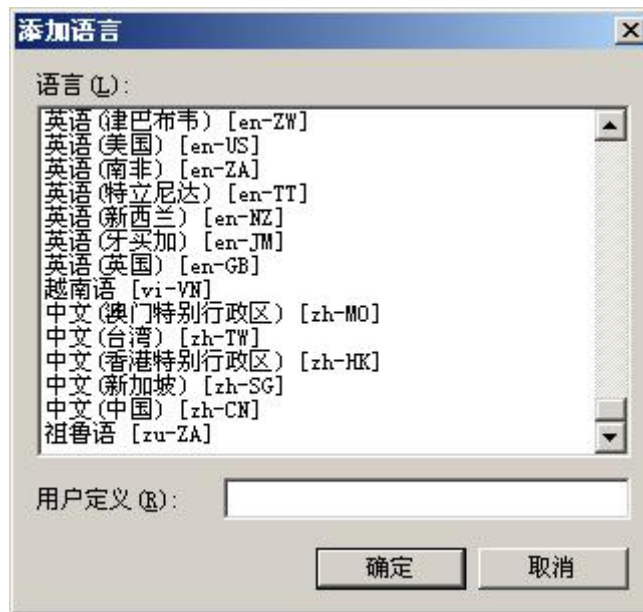 添加语言
语言(L):
英语(津巴布韦) [en-ZW]
英语(美国) [en-US]
英语(南非) [en-ZA]
英语(特立尼达) [en-TT]
英语(新西兰) [en-NZ]
英语(牙买加) [en-JM]
英语(英国) [en-GB]
越南语 [vi-VN]
中文(澳门特别行政区) [zh-MO]
中文(台湾) [zh-TW]
中文(香港特别行政区) [zh-HK]
中文(新加坡) [zh-SG]
中文(中国) [zh-CN]
祖鲁语 [zu-ZA]
用户定义(R):
确定 取消